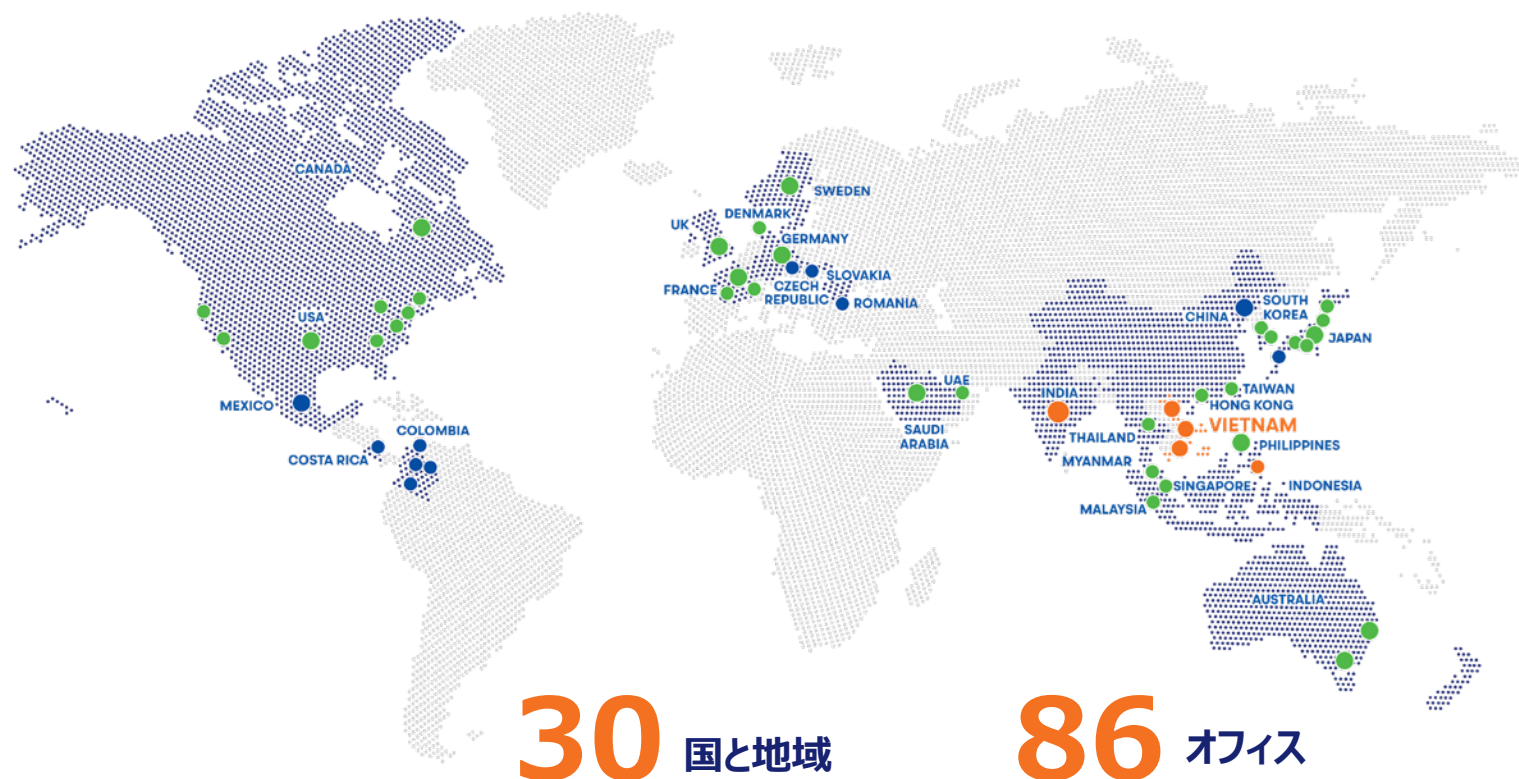 CANADA
SWEDEN
DENMARK
UK
GERMANY
SLOVAKIA
FRANCE
CZECH
REPUBLIC
ROMANIA
USA
CHINA
SOUTH
KOREA
JAPAN
MEXICO
UAE
INDIA
TAIWAN
HONG KONG
COLOMBIA
SAUDI
ARABIA
VIETNAM
THAILAND
PHILIPPINES
COSTA RICA
MYANMAR
SINGAPORE
INDONESIA
MALAYSIA
AUSTRALIA
30 国と地域
86 オフィス